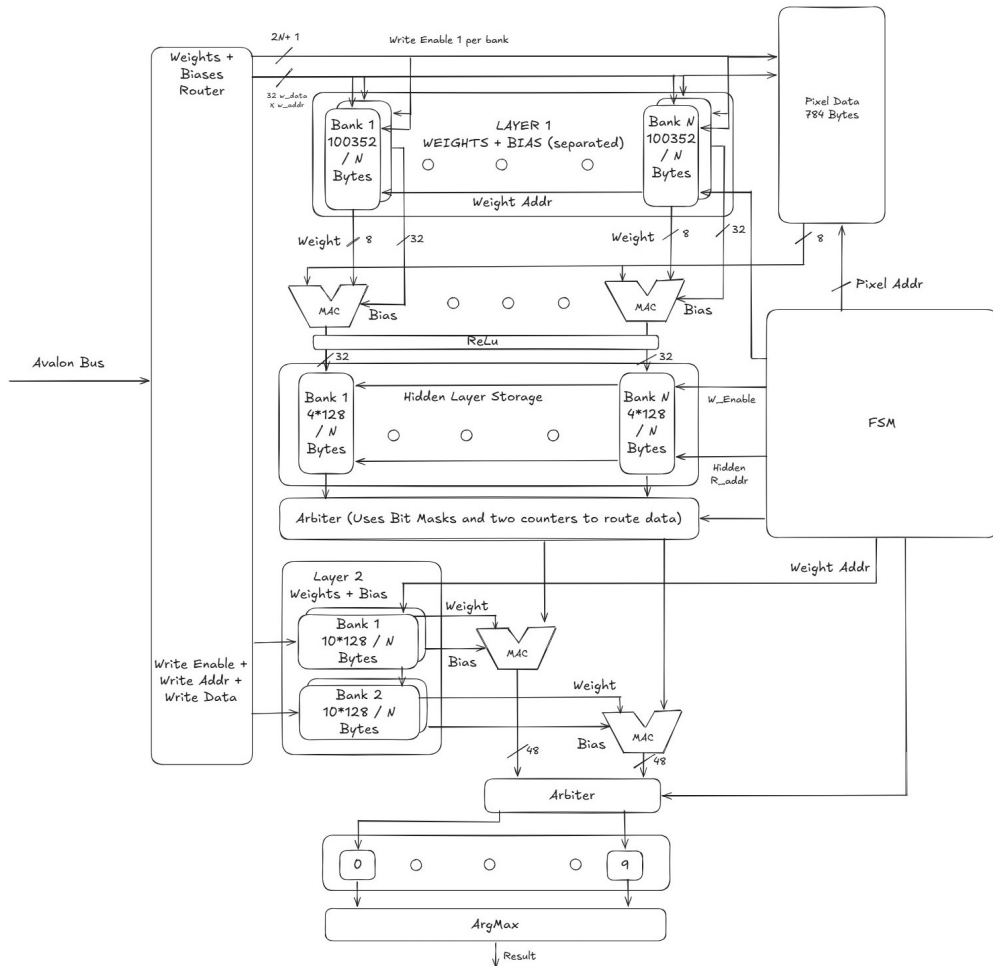 2N+ 1
Write Enable 1 per bank
Weights +
Biases
Router
32 w_data
K w_addr
Pixel Data
784 Bytes
Bank 1
100352
/ N
Bytes
LAYER 1
WEIGHTS + BIAS (separated)
Bank N
100352
/ N
Bytes
Weight Addr
Weight
8
32
Weight
8
32
8
Pixel Addr
MAC
Bias
MAC
Bias
ReLu
Avalon Bus
32
32
Bank 1
4*128
/ N
Bytes
Hidden Layer Storage
Bank N
4*128
/ N
Bytes
W_Enable
FSM
Hidden
R_addr
Arbiter (Uses Bit Masks and two counters to route data)
Weight Addr
Layer 2
Weights + Bias
Bank 1
10*128 / N
Bytes
Weight
Bias
MAC
Write Enable +
Write Addr +
Write Data
Bank 2
10*128 / N
Bytes
Weight
Bias
MAC
48
48
Arbiter
0
9
ArgMax
Result